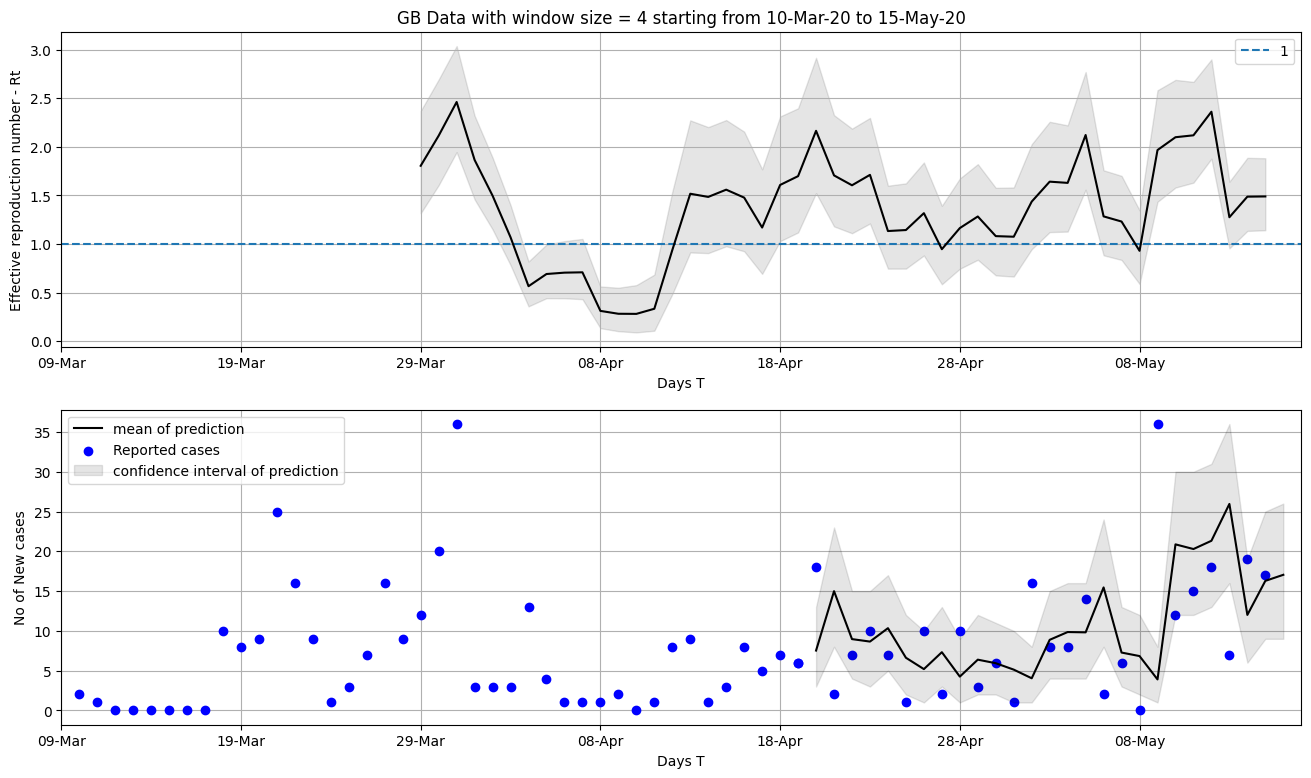 GB Data with window size = 4 starting from 10-Mar-20 to 15-May-20
3.0
2.5
2.0
1.5
1.0
0.5
0.0
Effective reproduction number - Rt
1
09-Mar 19-Mar 29-Mar 08-Apr 18-Apr 28-Apr 08-May
Days T
35
30
25
20
15
10
5
0
No of New cases
mean of prediction
Reported cases
confidence interval of prediction
09-Mar 19-Mar 29-Mar 08-Apr 18-Apr 28-Apr 08-May
Days T